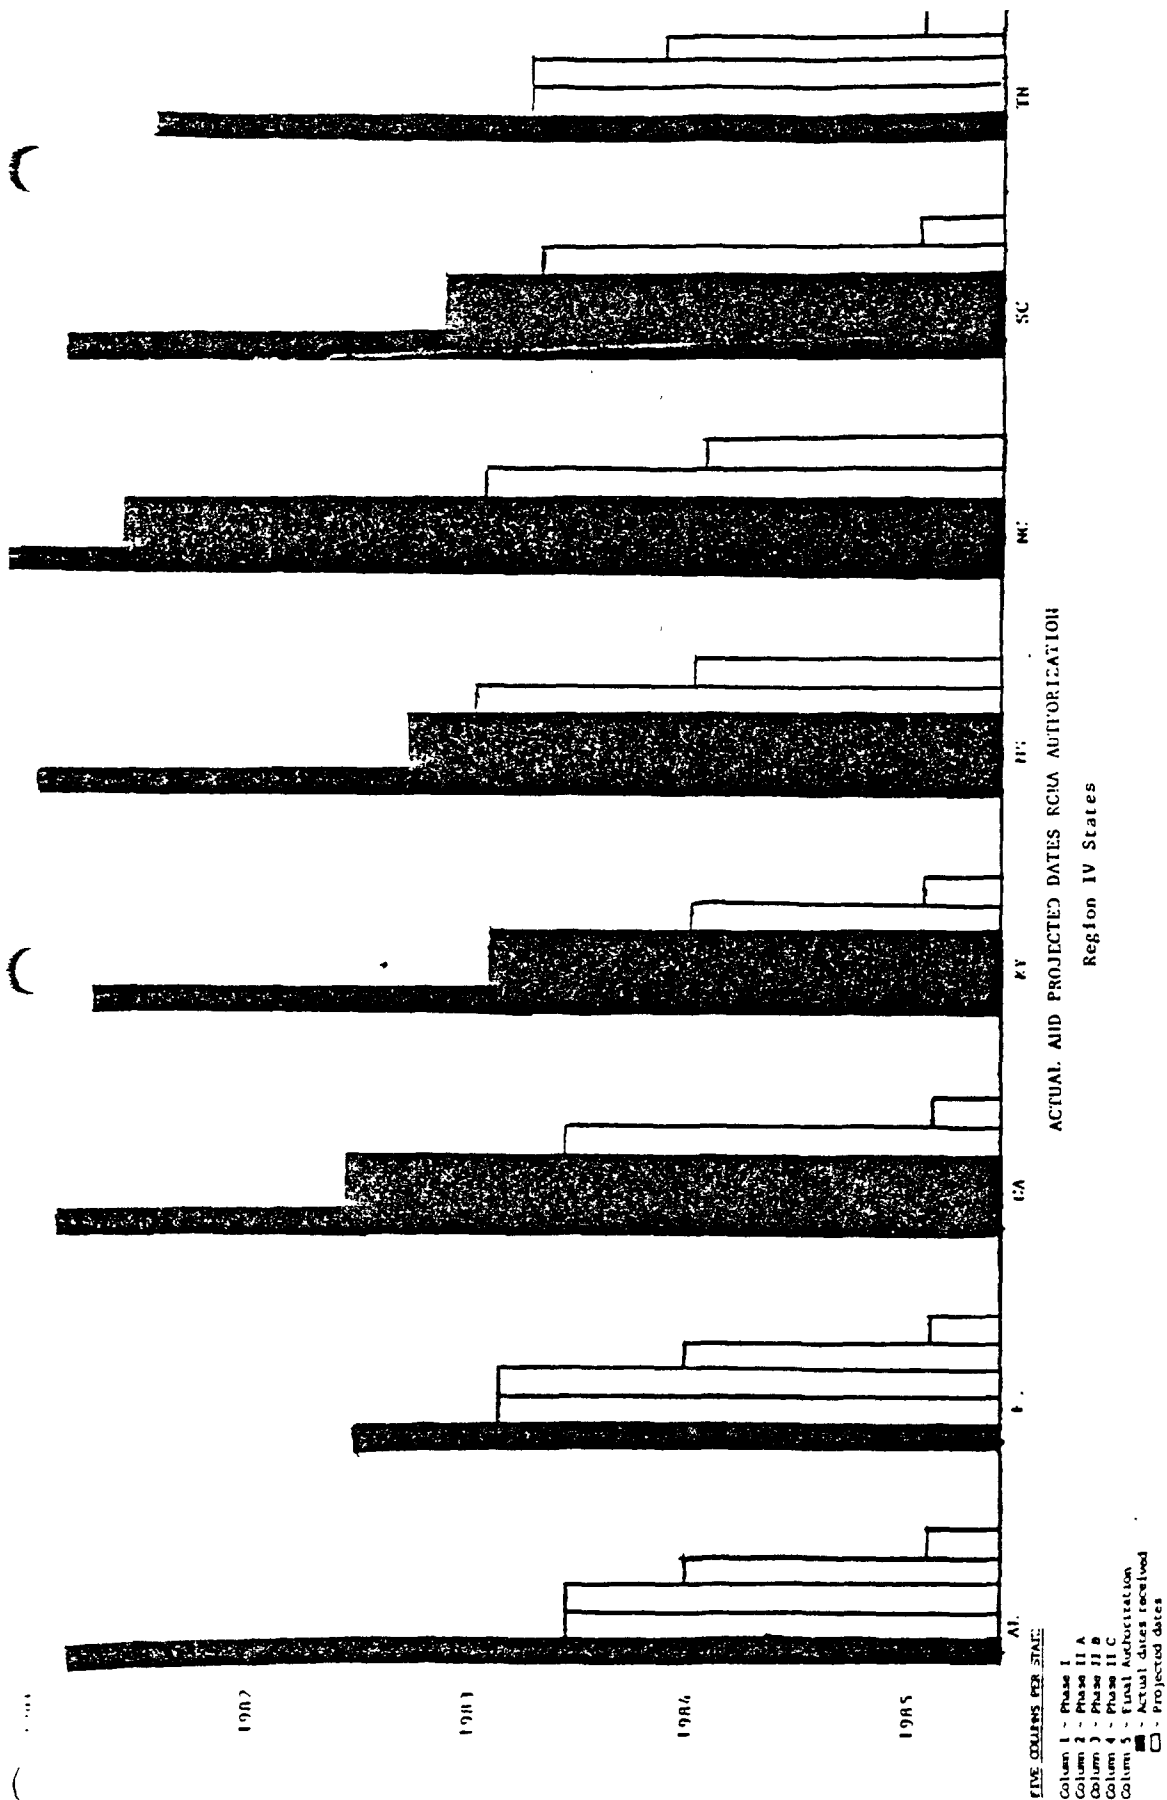 1982
1983
1984
1985
AL
GA
KY
MS
NC
SC
TN
ACTUAL AND PROJECTED DATES RCRA AUTHORIZATION
Region IV States
FIVE COLUMNS PER STATE:
Column 1 - Phase I
Column 2 - Phase II A
Column 3 - Phase II B
Column 4 - Phase II C
Column 5 - Final Authorization
- Actual dates received
- Projected dates